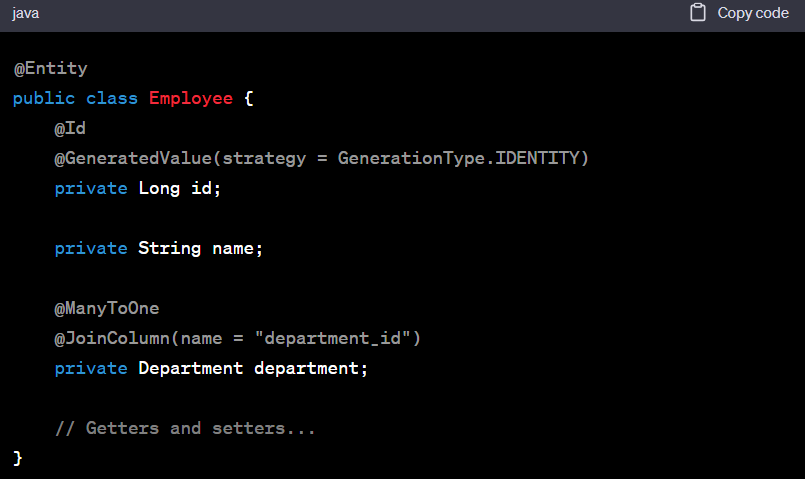 java
Copy code
@Entity
public class Employee {
    @Id
    @GeneratedValue(strategy = GenerationType.IDENTITY)
    private Long id;

    private String name;

    @ManyToOne
    @JoinColumn(name = "department_id")
    private Department department;

    // Getters and setters...
}